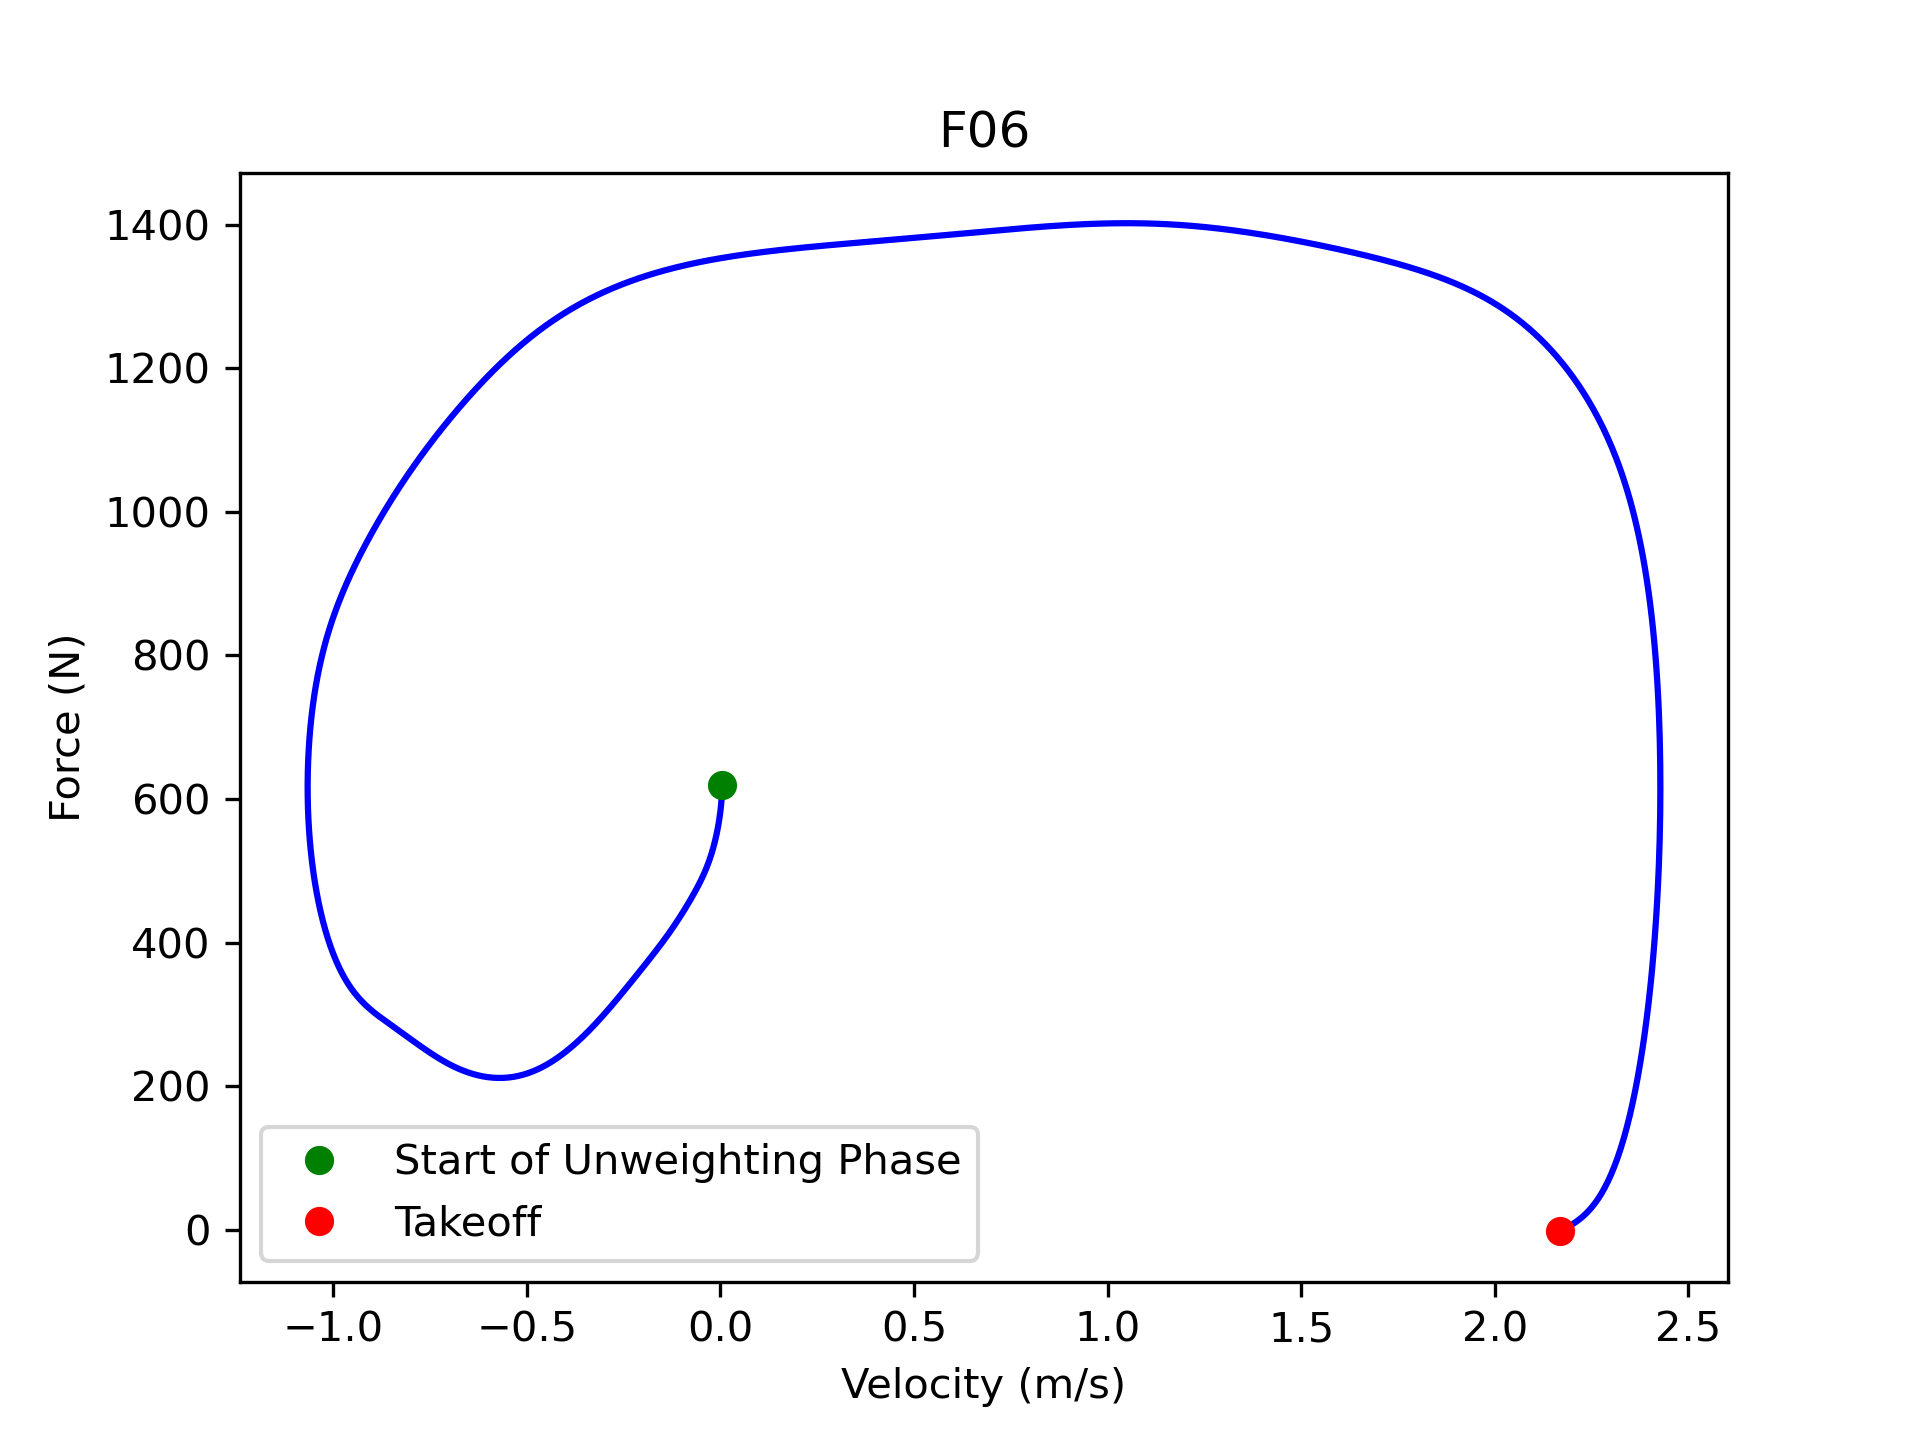 F06
1400
1200
1000
800
600
400
200
0
Force (N)
Start of Unweighting Phase
Takeoff
−1.0 −0.5 0.0 0.5 1.0 1.5 2.0 2.5
Velocity (m/s)